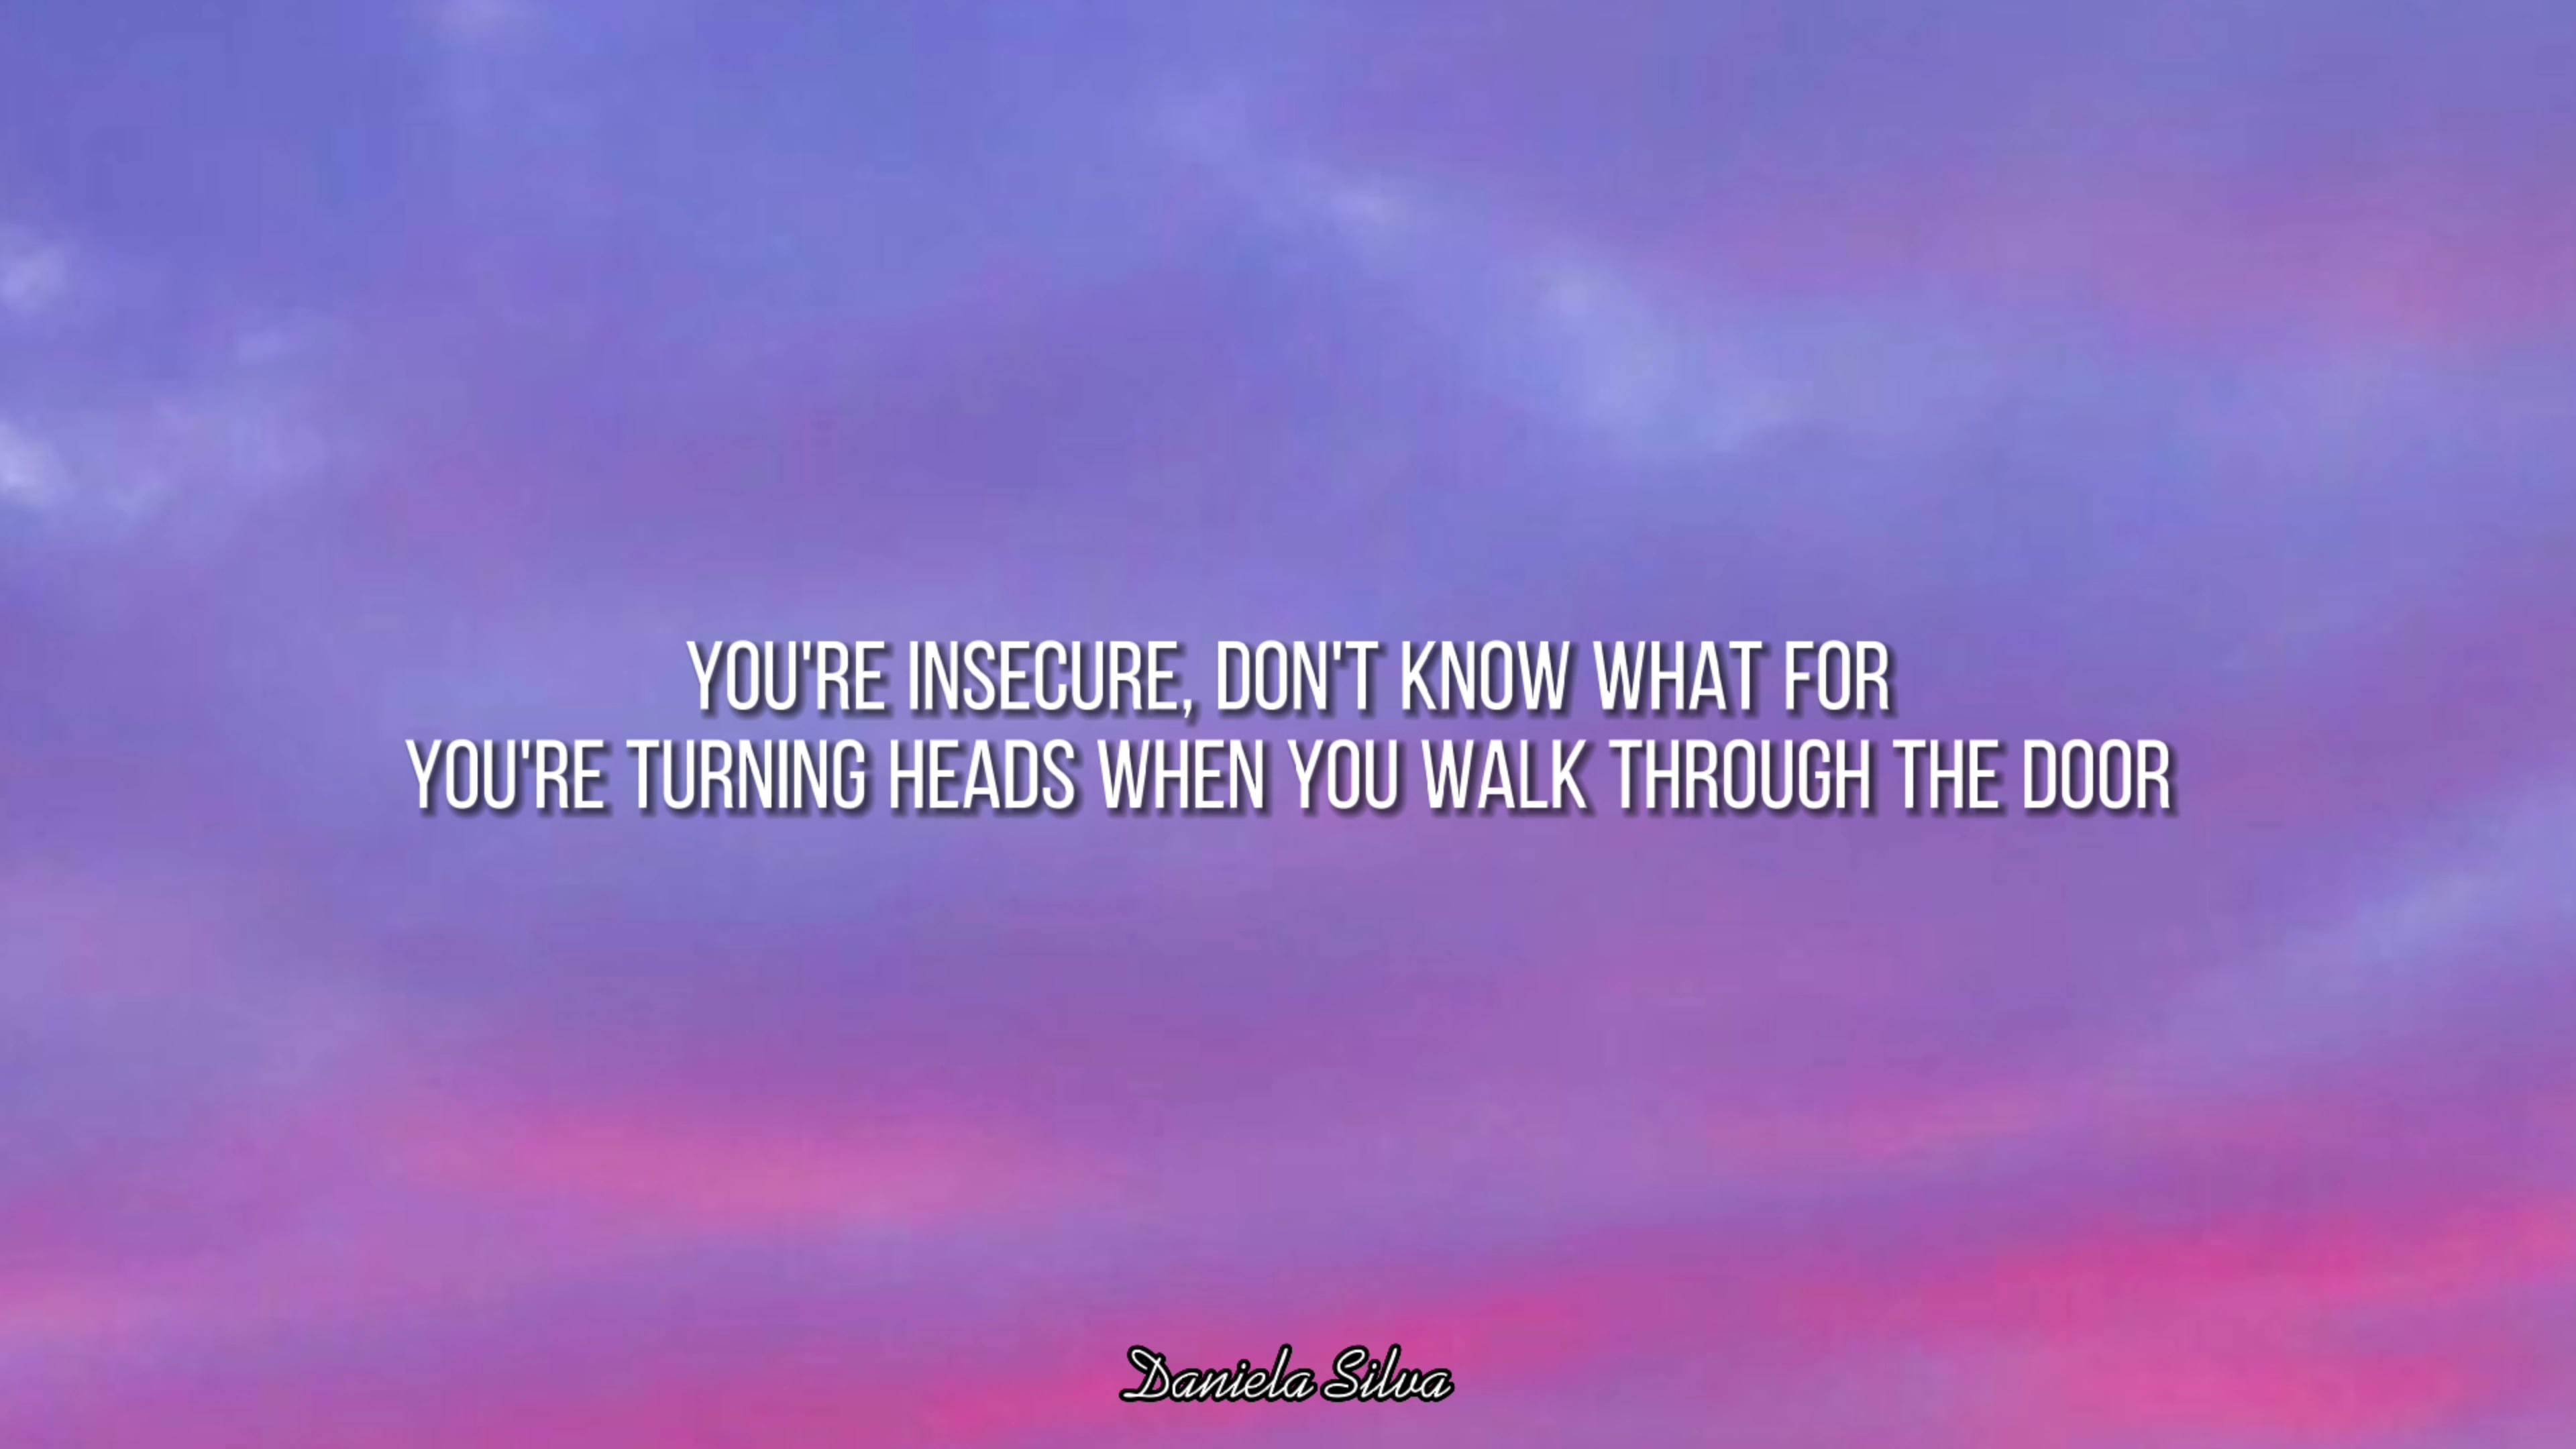 YOU'RE INSECURE, DON'T KNOW WHAT FOR
YOU'RE TURNING HEADS WHEN YOU WALK THROUGH THE DOOR
Daniela Silva